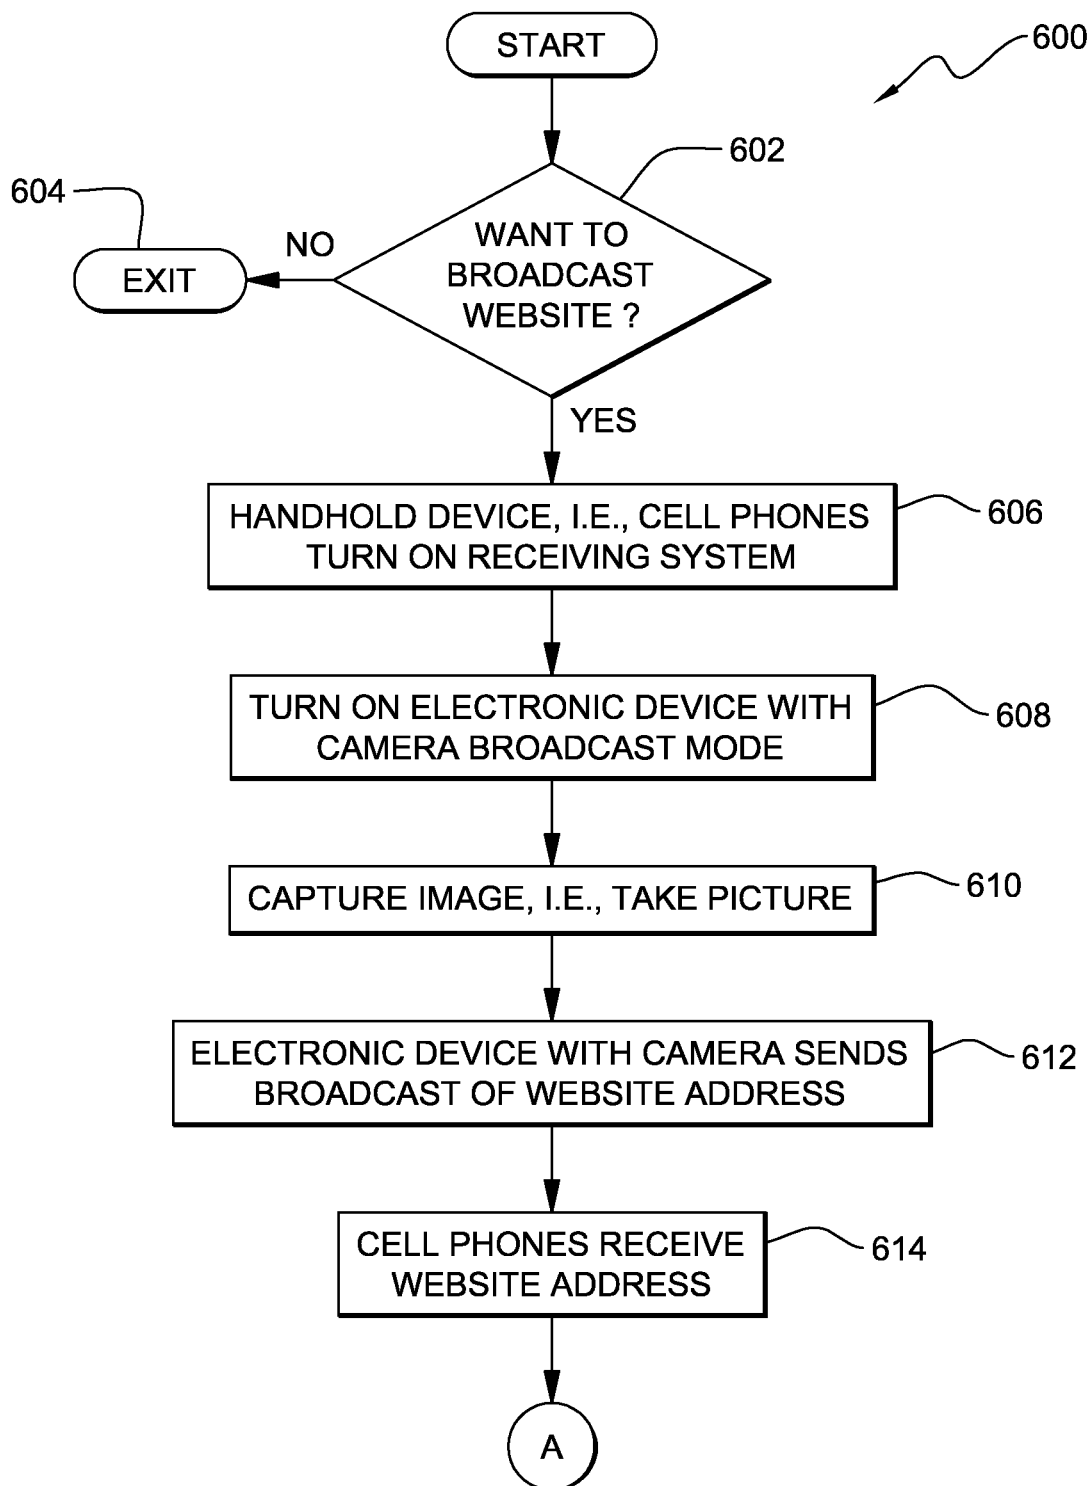 START
600
602
604
WANT TO
BROADCAST
WEBSITE ?
NO
EXIT
YES
HANDHOLD DEVICE, I.E., CELL PHONES
TURN ON RECEIVING SYSTEM
606
TURN ON ELECTRONIC DEVICE WITH
CAMERA BROADCAST MODE
608
CAPTURE IMAGE, I.E., TAKE PICTURE
610
ELECTRONIC DEVICE WITH CAMERA SENDS
BROADCAST OF WEBSITE ADDRESS
612
CELL PHONES RECEIVE
WEBSITE ADDRESS
614
A